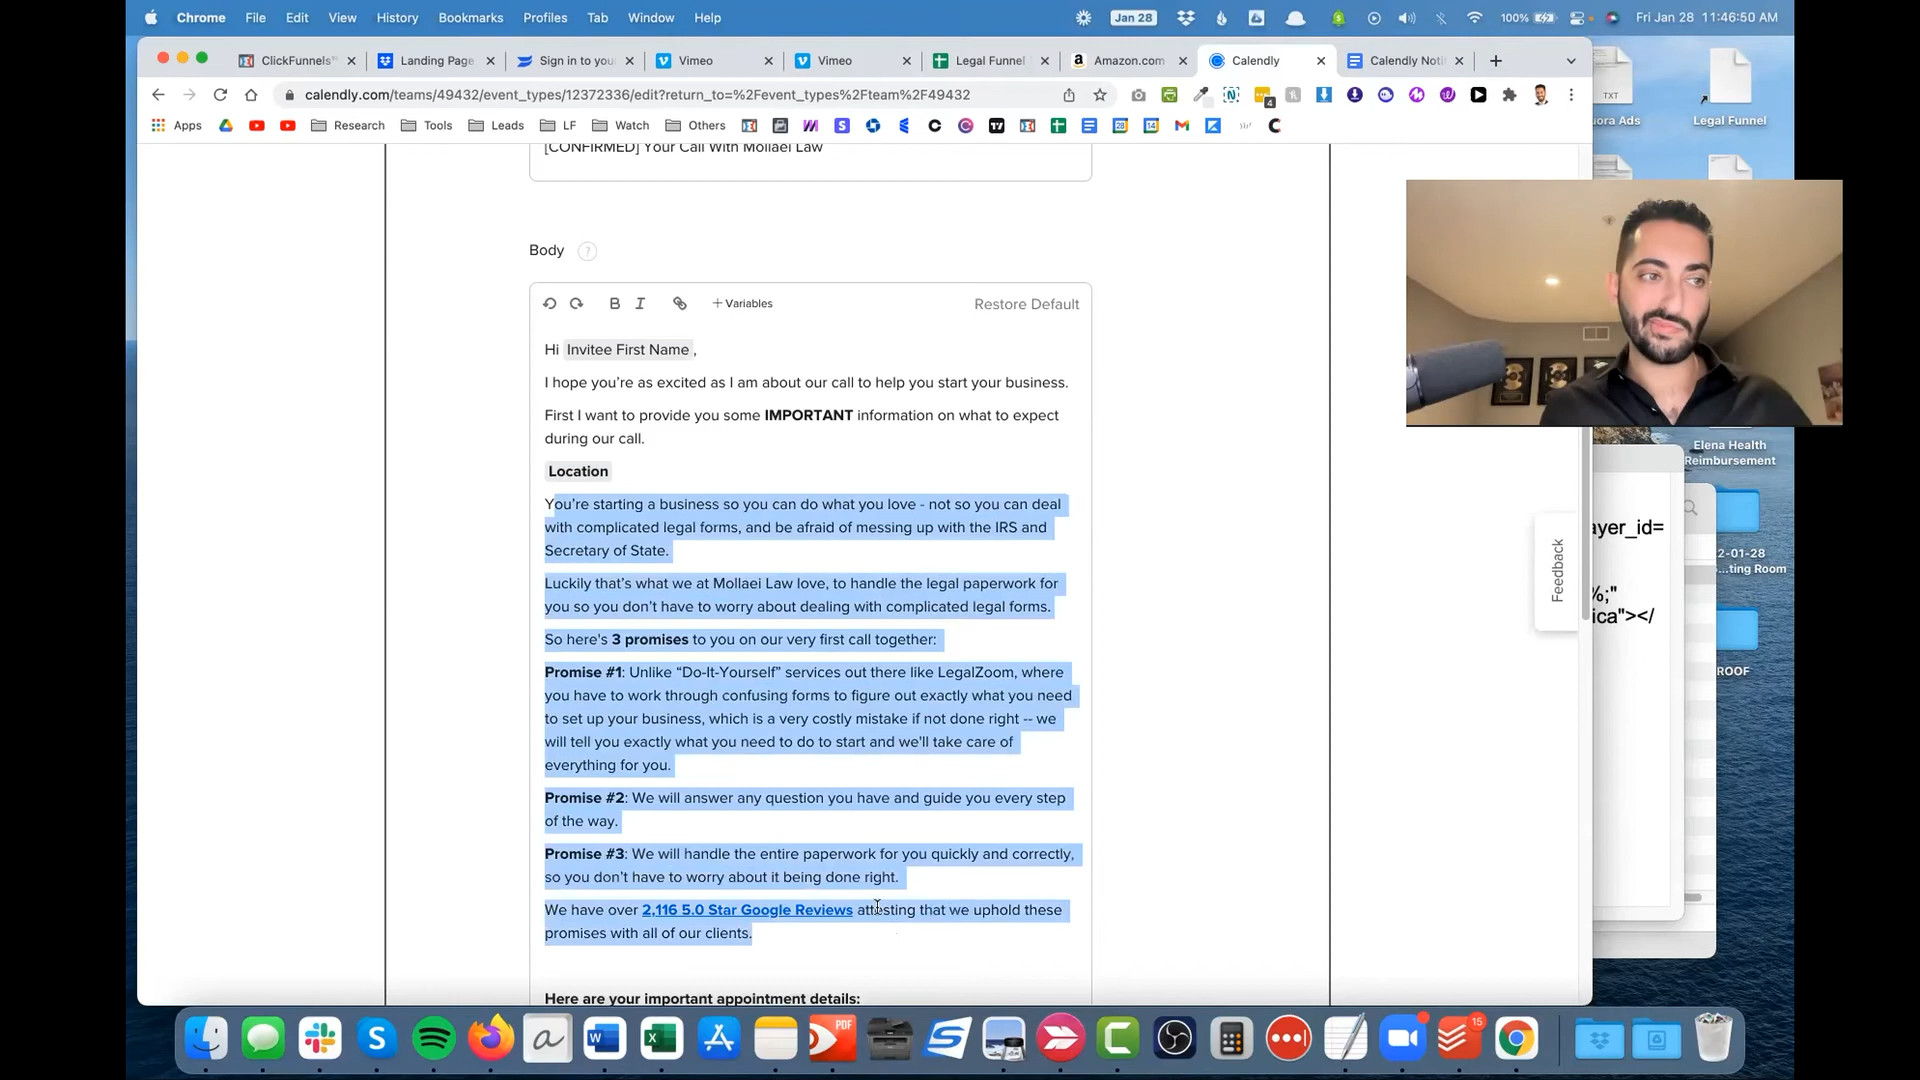 Chrome File Edit View History Bookmarks Profiles Tab Window Help Jan 28 100% Fri Jan 28 11:46:50 AM
ClickFunnels™ Landing Page Sign in to you Vimeo Vimeo Legal Funnel Amazon.com Calendly Calendly Noti
calendly.com/teams/49432/event_types/12372336/edit?return_to=%2Fevent_types%2Fteam%2F49432
4
Apps Research Tools Leads LF Watch Others
TXT
uora Ads Legal Funnel
[CONFIRMED] Your Call With Mollaei Law
Body ?
B I + Variables Restore Default
Hi Invitee First Name ,
I hope you’re as excited as I am about our call to help you start your business.
First I want to provide you some IMPORTANT information on what to expect
during our call.
Location
You’re starting a business so you can do what you love - not so you can deal
with complicated legal forms, and be afraid of messing up with the IRS and
Secretary of State.
Luckily that’s what we at Mollaei Law love, to handle the legal paperwork for
you so you don’t have to worry about dealing with complicated legal forms.
So here's 3 promises to you on our very first call together:
Promise #1: Unlike “Do-It-Yourself” services out there like LegalZoom, where
you have to work through confusing forms to figure out exactly what you need
to set up your business, which is a very costly mistake if not done right -- we
will tell you exactly what you need to do to start and we'll take care of
everything for you.
Promise #2: We will answer any question you have and guide you every step
of the way.
Promise #3: We will handle the entire paperwork for you quickly and correctly,
so you don’t have to worry about it being done right.
We have over 2,116 5.0 Star Google Reviews attesting that we uphold these
promises with all of our clients.
Here are your important appointment details:
Feedback
Elena Health
Reimbursement
ayer_id=
2-01-28
...ting Room
%;"
ica"></
ROOF
PDF
15